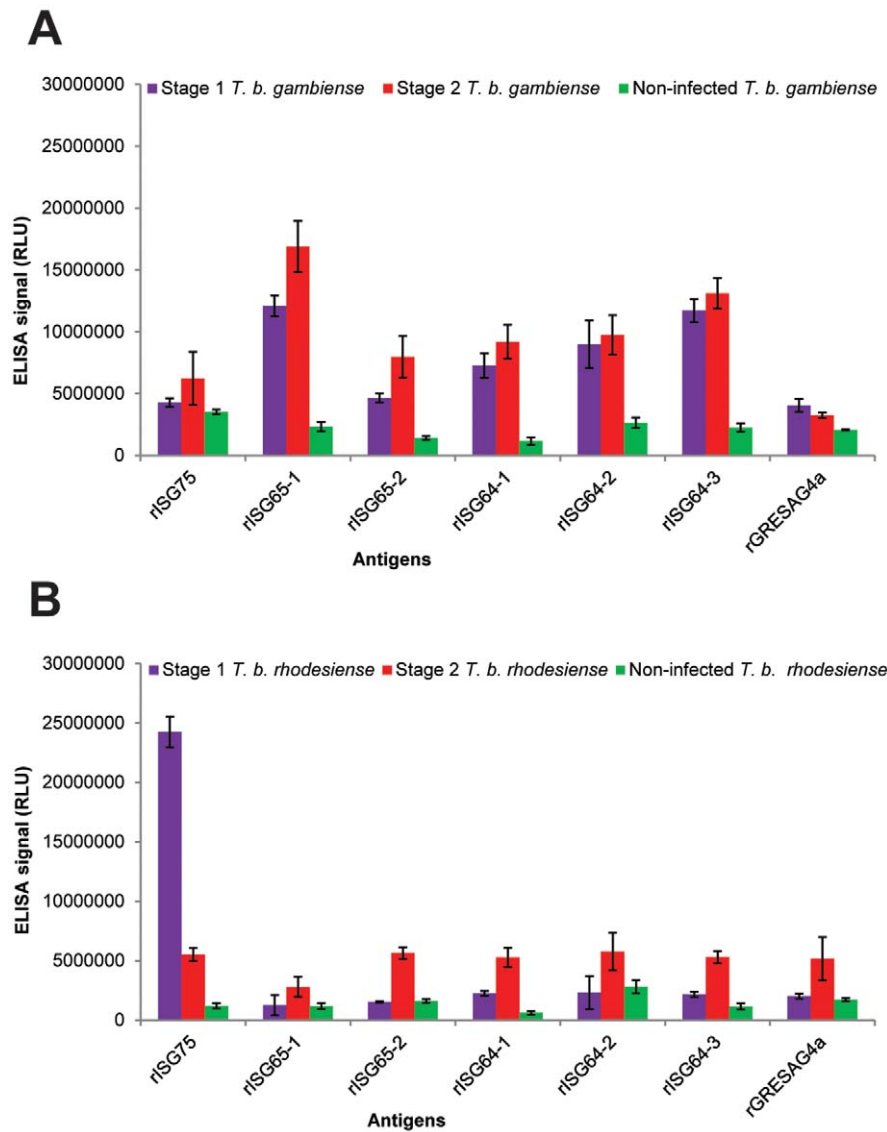 A
Stage 1 T. b. gambiense Stage 2 T. b. gambiense Non-infected T. b. gambiense
ELISA signal (RLU)
30000000
25000000
20000000
15000000
10000000
5000000
0
rISG75 rISG65-1 rISG65-2 rISG64-1 rISG64-2 rISG64-3 rGRESAG4a
Antigens
B
Stage 1 T. b. rhodesiense Stage 2 T. b. rhodesiense Non-infected T. b. rhodesiense
ELISA signal (RLU)
30000000
25000000
20000000
15000000
10000000
5000000
0
rISG75 rISG65-1 rISG65-2 rISG64-1 rISG64-2 rISG64-3 rGRESAG4a
Antigens